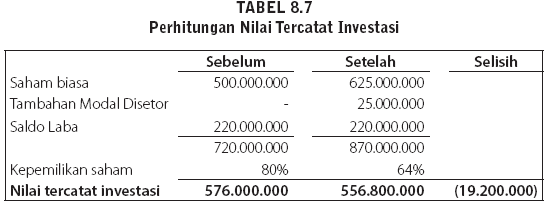 TABEL 8.7
Perhitungan Nilai Tercatat Investasi
Sebelum Setelah Selisih
Saham biasa 500.000.000 625.000.000
Tambahan Modal Disetor - 25.000.000
Saldo Laba 220.000.000 220.000.000
720.000.000 870.000.000
Kepemilikan saham 80% 64%
Nilai tercatat investasi 576.000.000 556.800.000 (19.200.000)